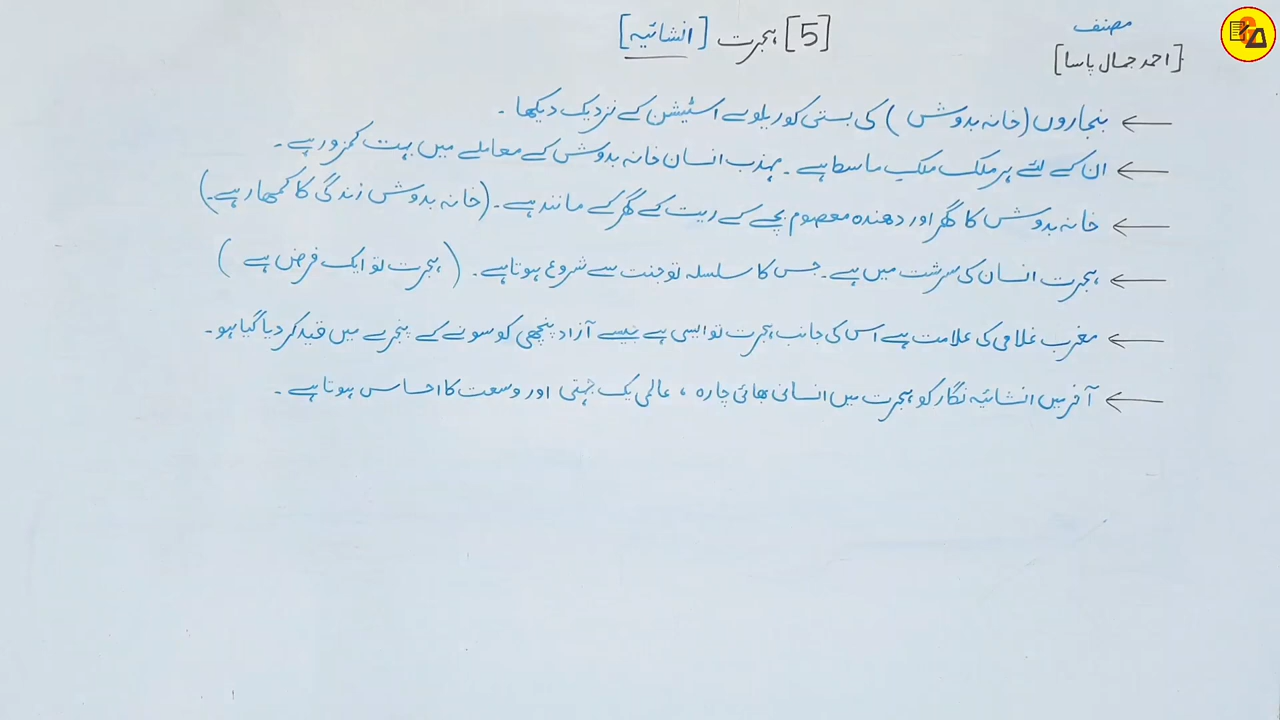 [5] ہجرت [انشائیہ]
مصنف
[احمد جمال پاسا]
← بنجاروں (خانہ بدوش) کی بستی کو ریلوے اسٹیشن کے نزدیک دیکھا ۔
← ان کے لئے ہر ملک ملکِ ماسطا ہے ۔ مہذب انسان خانہ بدوش کے معاملے میں بہت کمزور ہے ۔
← خانہ بدوش کا گھر اور دھندہ معصوم بچے کے ریت کے گھر کے مانند ہے ۔ (خانہ بدوش زندگی کا کمھار ہے ۔)
← ہجرت انسان کی سرشت میں ہے ۔ جس کا سلسلہ تو جنت سے شروع ہوتا ہے ۔ (ہجرت تو ایک فرض ہے)
← مغرب غلامی کی علامت ہے اس کی جانب ہجرت تو ایسی ہے جیسے آزاد پنچھی کو سونے کے پنجرے میں قید کر دیا گیا ہو ۔
← آخر میں انشائیہ نگار کو ہجرت میں انسانی بھائی چارہ ، عالمی یک جہتی اور وسعت کا احساس ہوتا ہے ۔